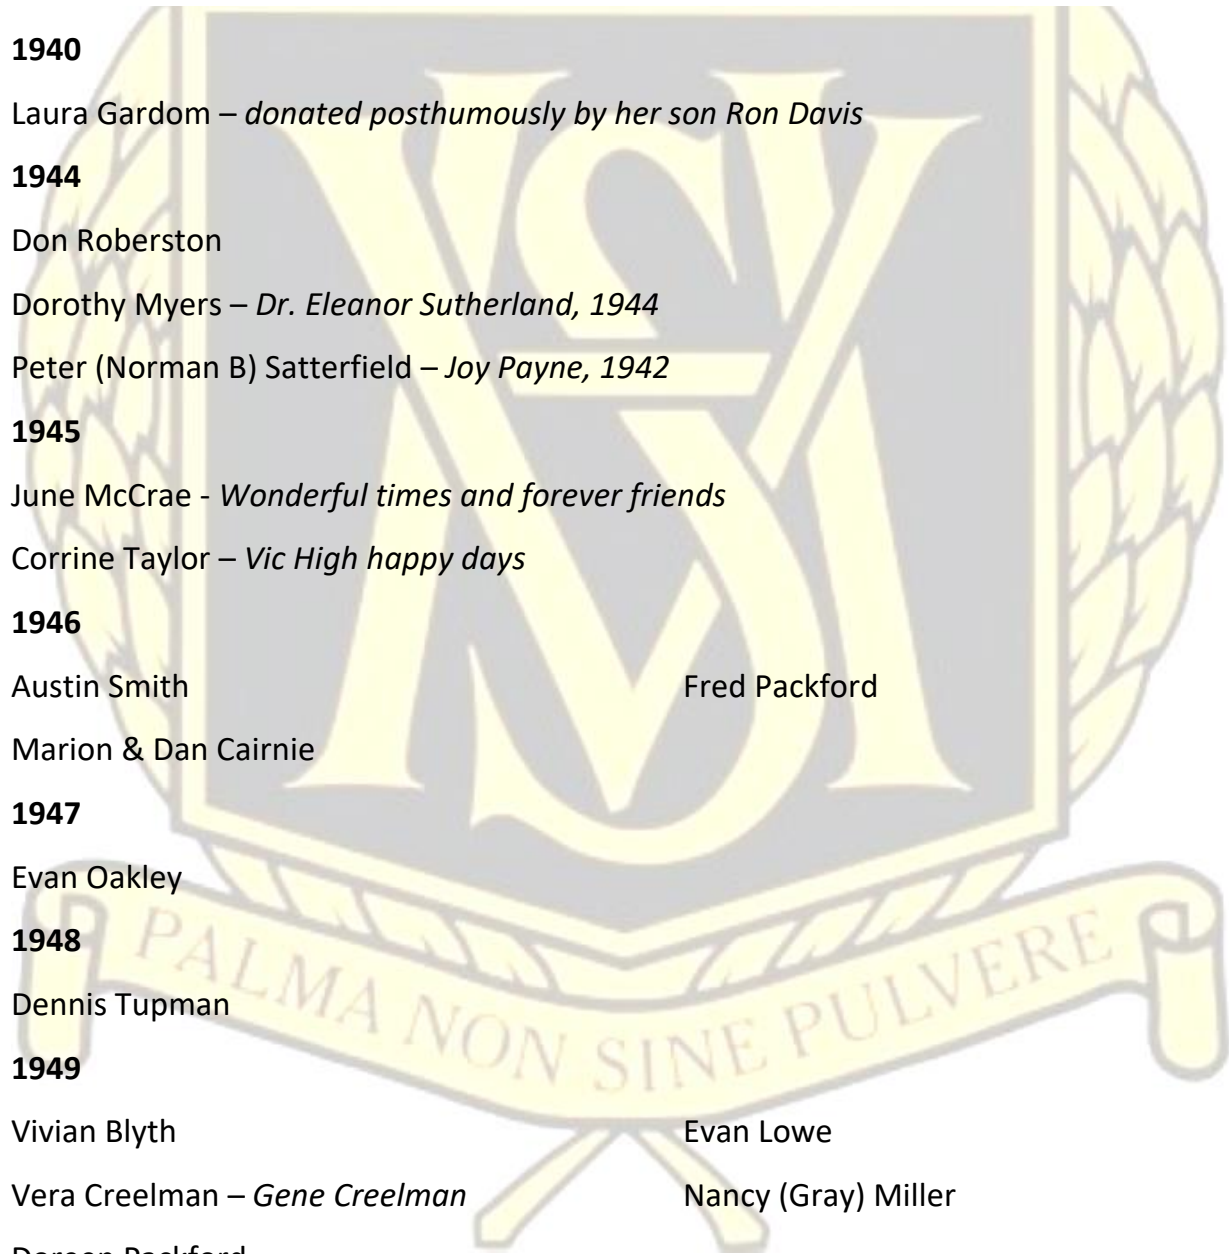 1940
Laura Gardom – donated posthumously by her son Ron Davis
1944
Don Roberston
Dorothy Myers – Dr. Eleanor Sutherland, 1944
Peter (Norman B) Satterfield – Joy Payne, 1942
1945
June McCrae - Wonderful times and forever friends
Corrine Taylor – Vic High happy days
1946
Austin Smith Fred Packford
Marion & Dan Cairnie
1947
Evan Oakley
1948
Dennis Tupman
PALMA NON SINE PULVERE
1949
Vivian Blyth Evan Lowe
Vera Creelman – Gene Creelman Nancy (Gray) Miller
Doreen Packford